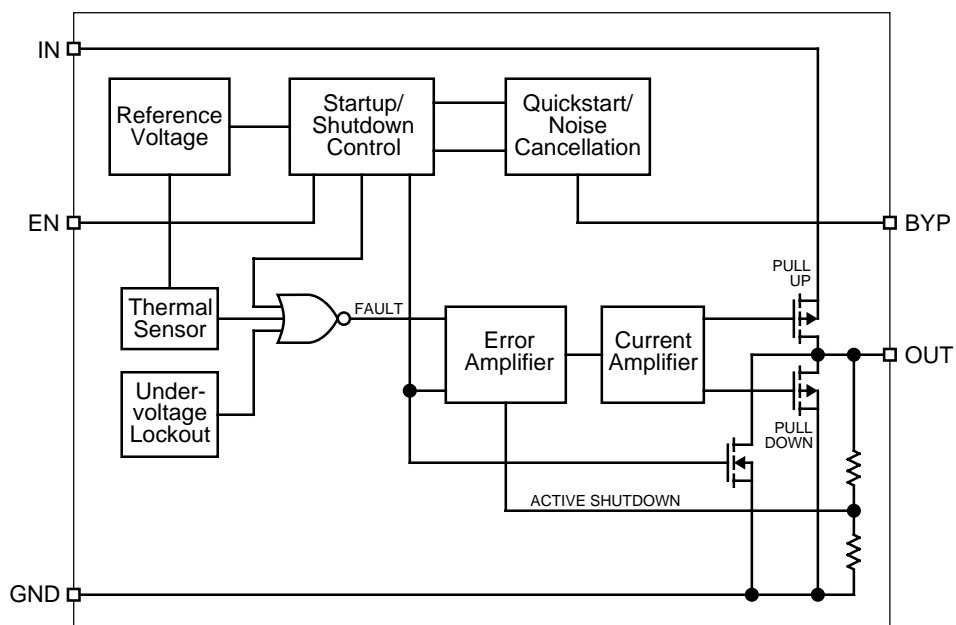 IN
Reference
Voltage
Startup/
Shutdown
Control
Quickstart/
Noise
Cancellation
EN
BYP
Thermal
Sensor
FAULT
Error
Amplifier
Current
Amplifier
PULL
UP
OUT
Under-
voltage
Lockout
PULL
DOWN
ACTIVE SHUTDOWN
GND